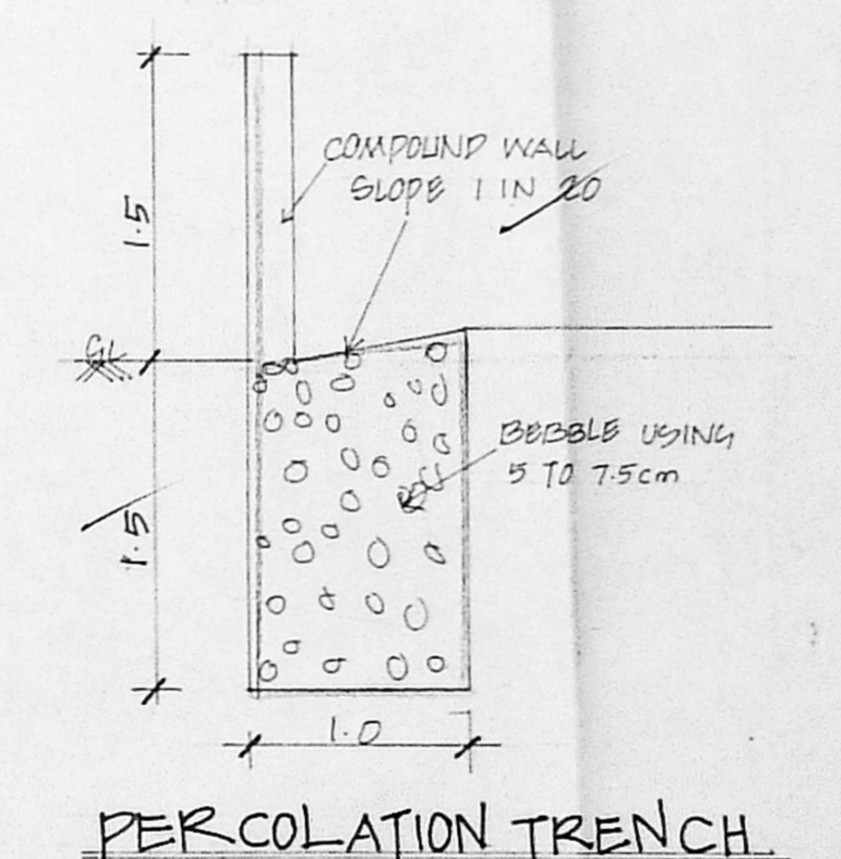 COMPOUND WALL
SLOPE 1 IN 20
1.5
GL
BEBBLE USING
5 TO 7.5cm
1.5
1.0
PERCOLATION TRENCH